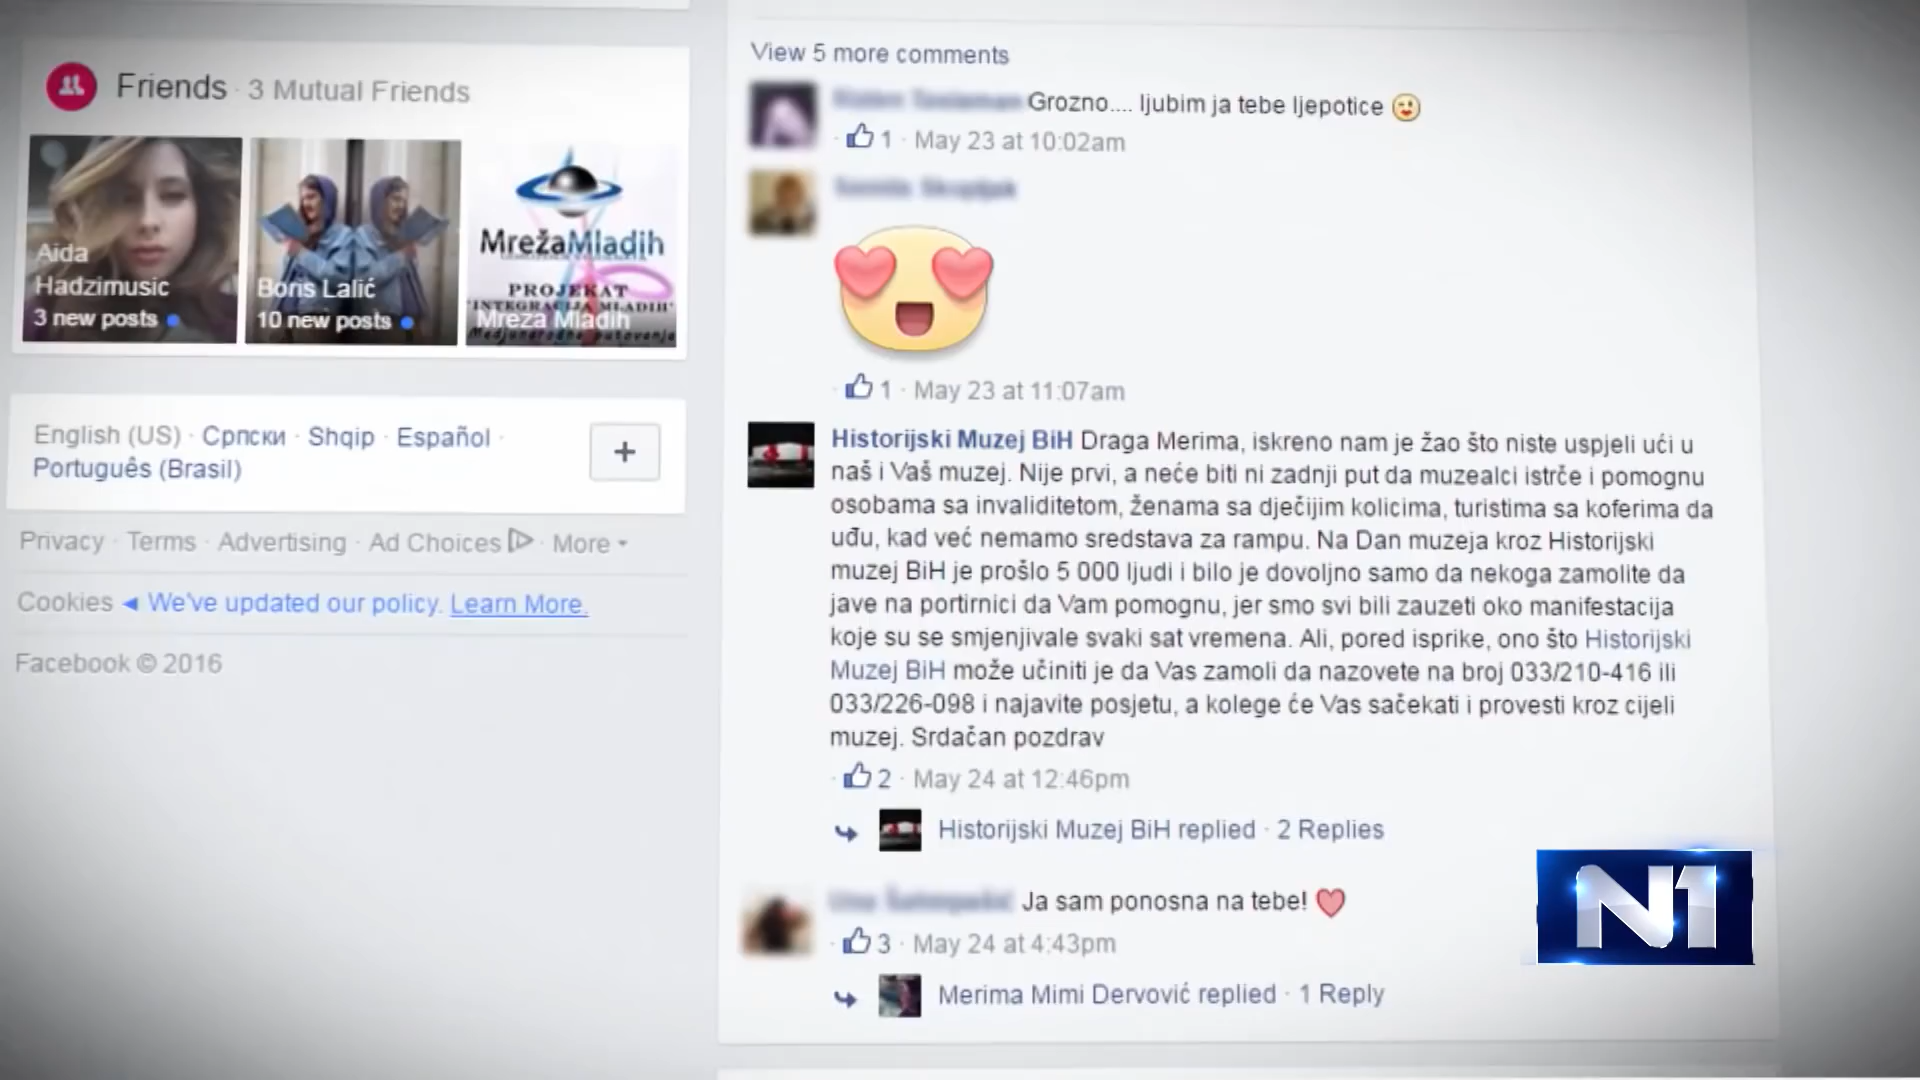 Friends · 3 Mutual Friends
Aida
Hadzimusic
3 new posts
Boris Lalić
10 new posts
MrežaMladih
PROJEKAT
"INTEGRACIJA MLADIH"
Mreza Mladih
Medjunarodna putovanja
English (US) · Српски · Shqip · Español ·
Português (Brasil)
+
Privacy · Terms · Advertising · Ad Choices · More
Cookies ◄ We've updated our policy. Learn More.
Facebook © 2016
View 5 more comments
Grozno.... ljubim ja tebe ljepotice
· 1 · May 23 at 10:02am
· 1 · May 23 at 11:07am
Historijski Muzej BiH Draga Merima, iskreno nam je žao što niste uspjeli ući u
naš i Vaš muzej. Nije prvi, a neće biti ni zadnji put da muzealci istrče i pomognu
osobama sa invaliditetom, ženama sa dječijim kolicima, turistima sa koferima da
uđu, kad već nemamo sredstava za rampu. Na Dan muzeja kroz Historijski
muzej BiH je prošlo 5 000 ljudi i bilo je dovoljno samo da nekoga zamolite da
jave na portirnici da Vam pomognu, jer smo svi bili zauzeti oko manifestacija
koje su se smjenjivale svaki sat vremena. Ali, pored isprike, ono što Historijski
Muzej BiH može učiniti je da Vas zamoli da nazovete na broj 033/210-416 ili
033/226-098 i najavite posjetu, a kolege će Vas sačekati i provesti kroz cijeli
muzej. Srdačan pozdrav
· 2 · May 24 at 12:46pm
Historijski Muzej BiH replied · 2 Replies
Ja sam ponosna na tebe!
· 3 · May 24 at 4:43pm
Merima Mimi Dervović replied · 1 Reply
N1